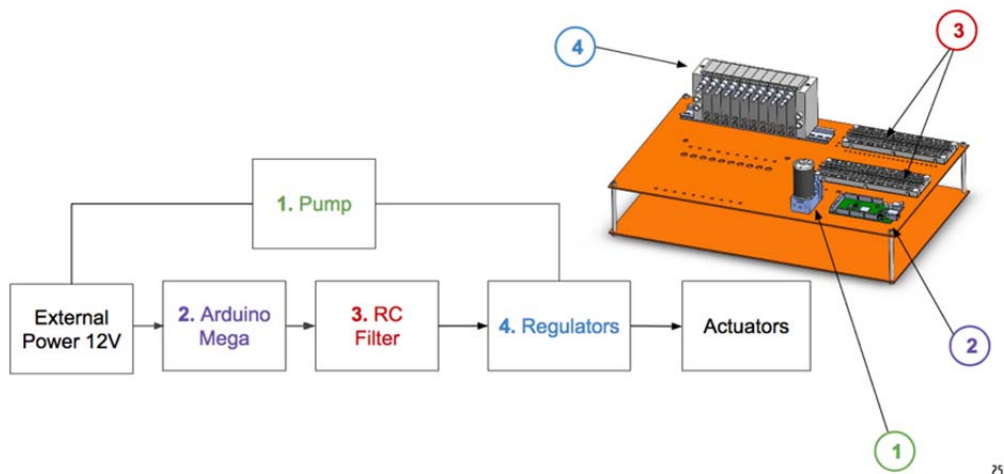 4
3
1. Pump
External
Power 12V
2. Arduino
Mega
3. RC
Filter
4. Regulators
Actuators
2
1
25